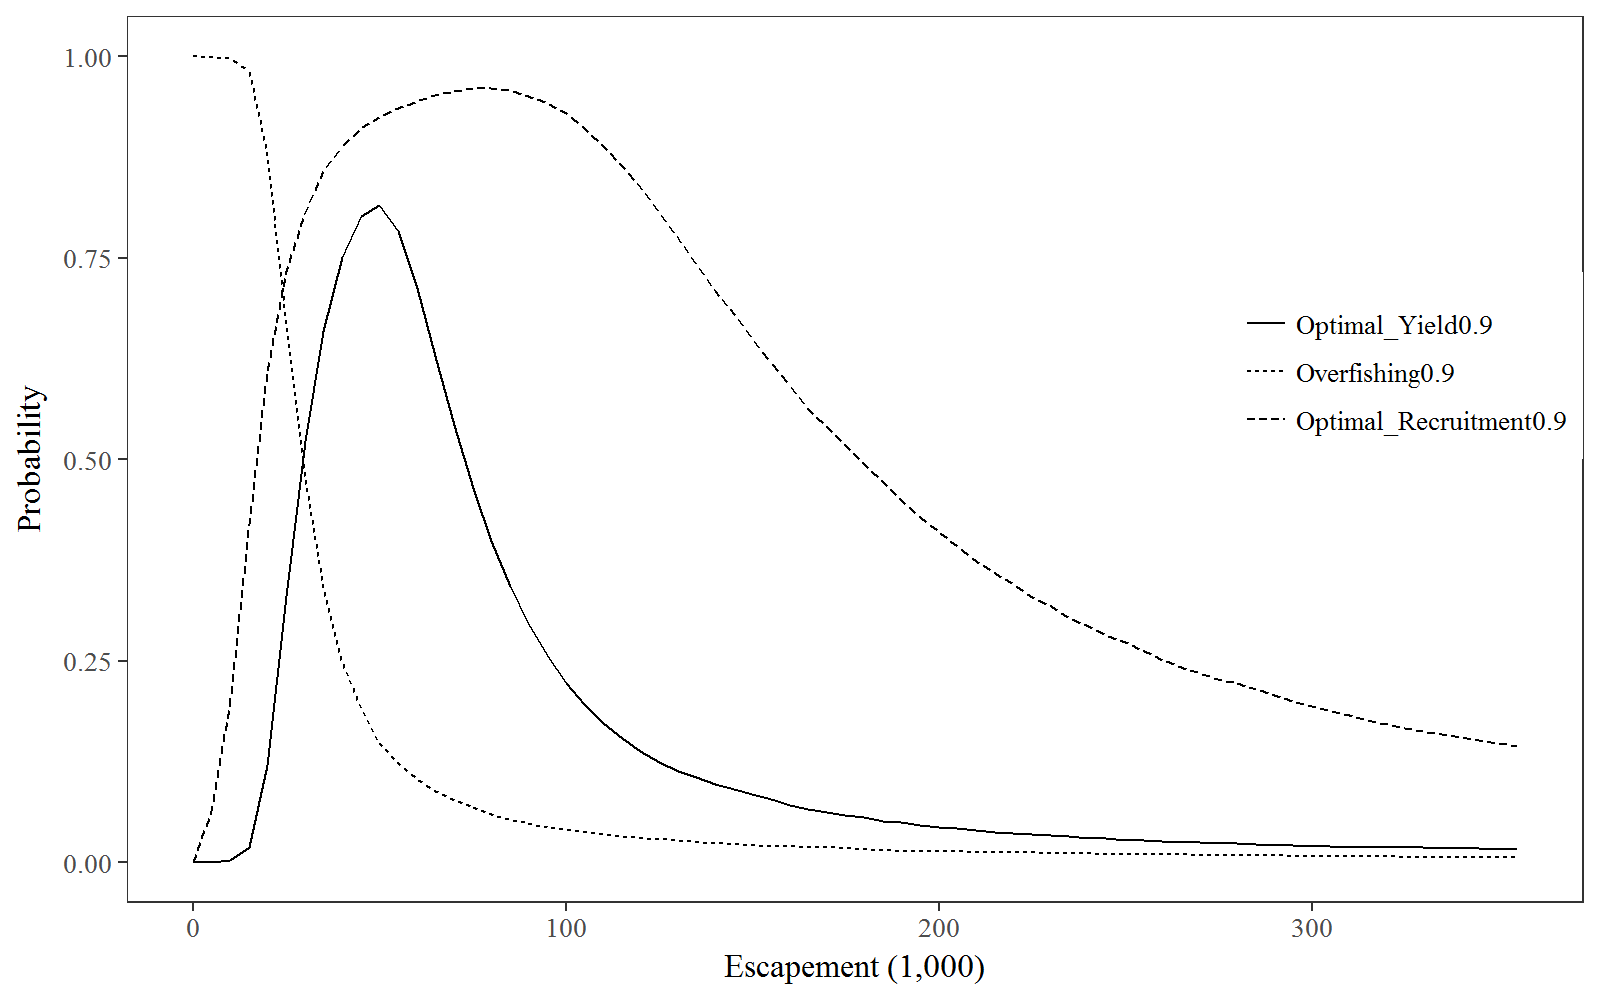 1.00
0.75
0.50
0.25
0.00
Probability
Optimal_Yield0.9
Overfishing0.9
Optimal_Recruitment0.9
0 100 200 300
Escapement (1,000)